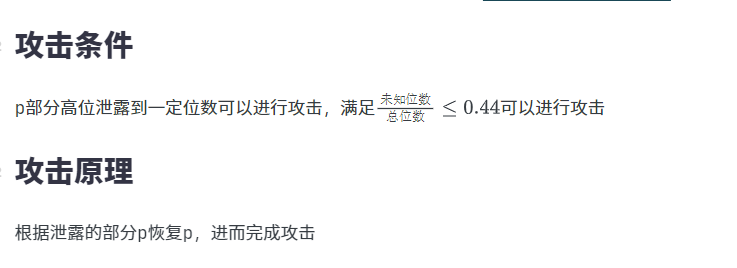 攻击条件
p部分高位泄露到一定位数可以进行攻击，满足未知位数/总位数 ≤ 0.44可以进行攻击
攻击原理
根据泄露的部分p恢复p，进而完成攻击